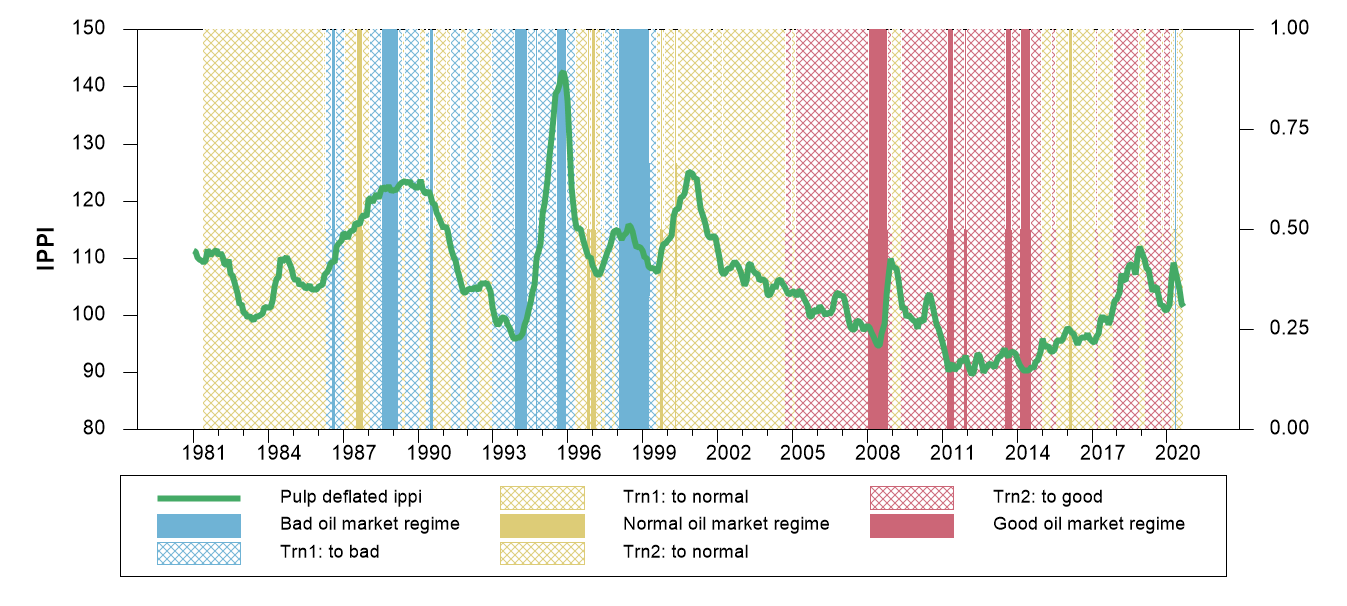 150 1.00
140
130 0.75
120
110 0.50
100
90 0.25
80 0.00
IPPI
1981 1984 1987 1990 1993 1996 1999 2002 2005 2008 2011 2014 2017 2020
Pulp deflated ippi Trn1: to normal Trn2: to good
Bad oil market regime Normal oil market regime Good oil market regime
Trn1: to bad Trn2: to normal